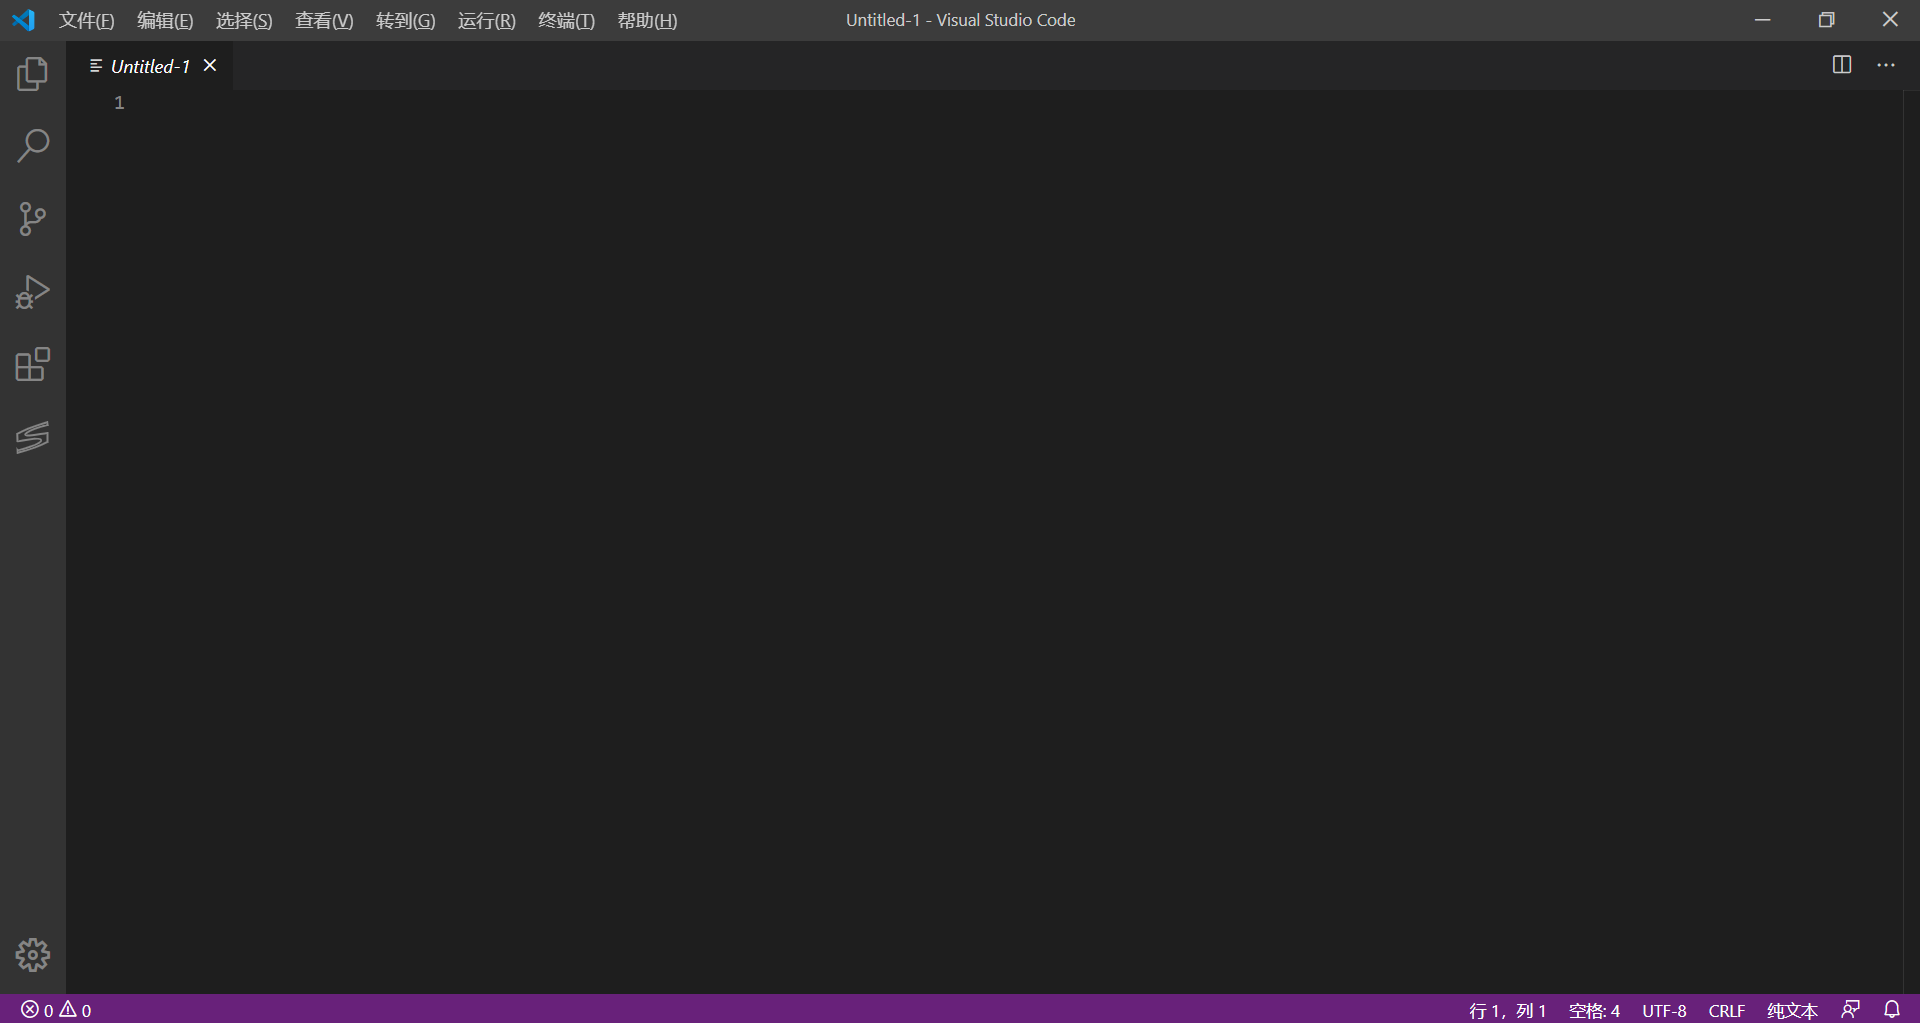 文件(F) 编辑(E) 选择(S) 查看(V) 转到(G) 运行(R) 终端(T) 帮助(H) Untitled-1 - Visual Studio Code
Untitled-1
1
0 0 行 1，列 1 空格: 4 UTF-8 CRLF 纯文本